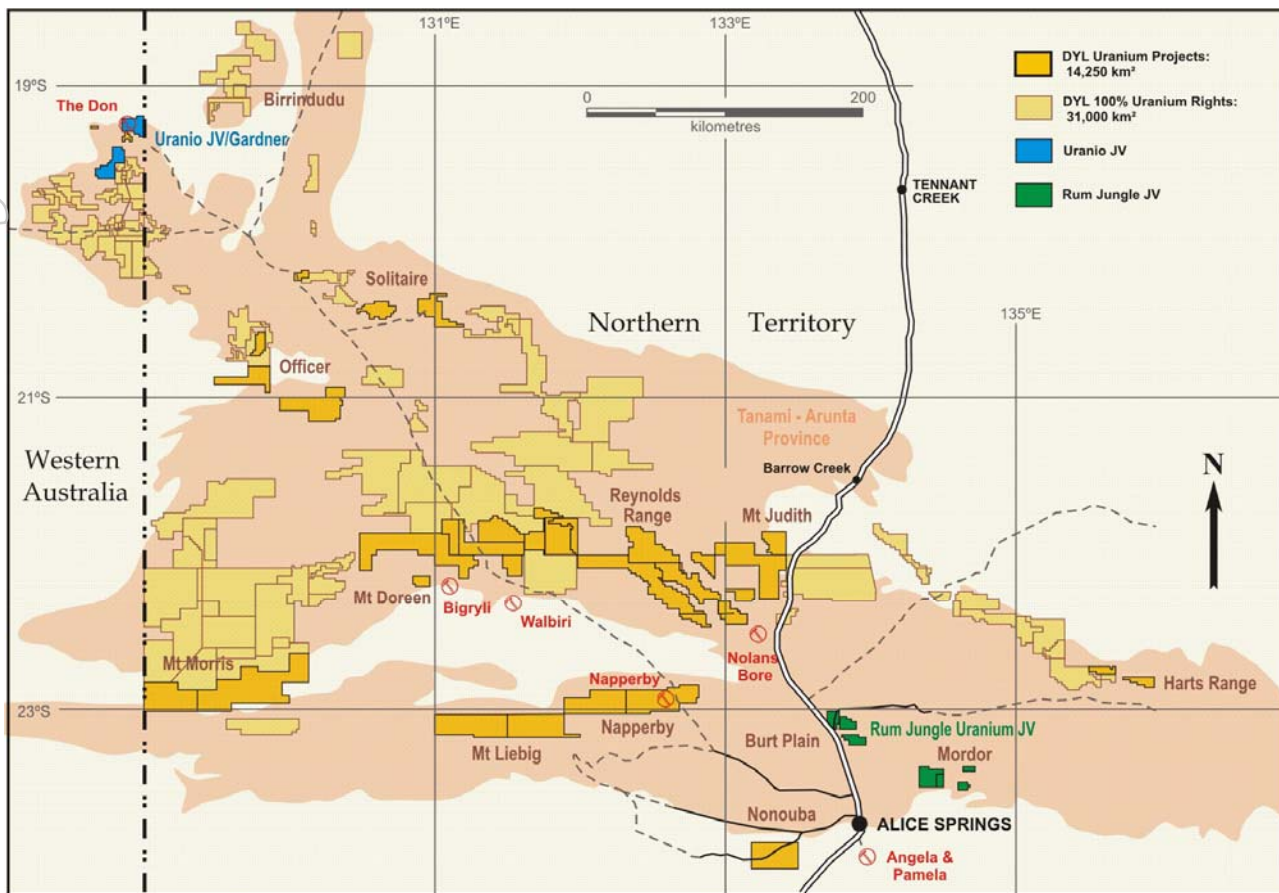 131ºE
133ºE
19ºS
The Don
Birrindudu
Uranio JV/Gardner
0
200
kilometres
DYL Uranium Projects:
14,250 km²
DYL 100% Uranium Rights:
31,000 km²
Uranio JV
Rum Jungle JV
TENNANT
CREEK
Solitaire
Northern
Territory
135ºE
Officer
21ºS
Tanami - Arunta
Province
Barrow Creek
Western
Australia
N
Reynolds
Range
Mt Judith
Mt Doreen
Bigryli
Walbiri
Nolans
Bore
Mt Morris
Napperby
Harts Range
23ºS
Napperby
Mt Liebig
Burt Plain
Rum Jungle Uranium JV
Mordor
Nonouba
ALICE SPRINGS
Angela &
Pamela